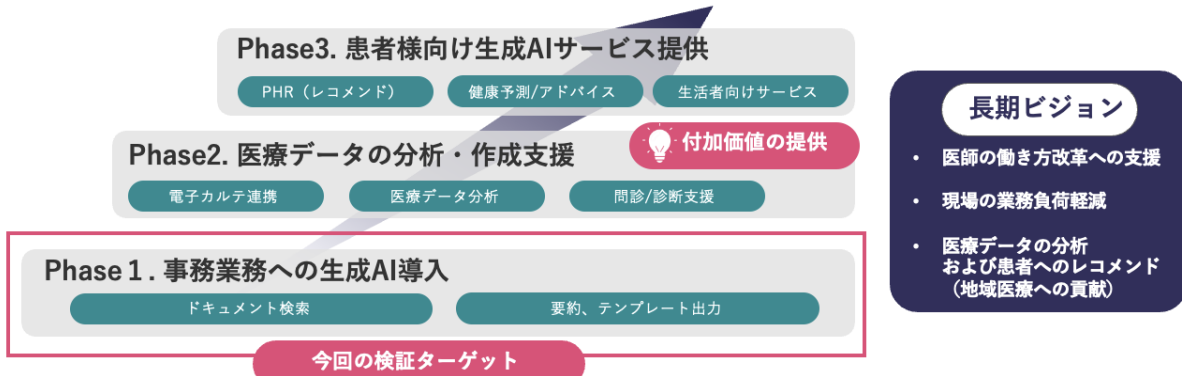 Phase3. 患者様向け生成AIサービス提供
PHR（レコメンド）
健康予測/アドバイス
生活者向けサービス
付加価値の提供
Phase2. 医療データの分析・作成支援
電子カルテ連携
医療データ分析
問診/診断支援
Phase１. 事務業務への生成AI導入
ドキュメント検索
要約、テンプレート出力
今回の検証ターゲット
長期ビジョン
• 医師の働き方改革への支援
• 現場の業務負荷軽減
• 医療データの分析
および患者へのレコメンド
（地域医療への貢献）